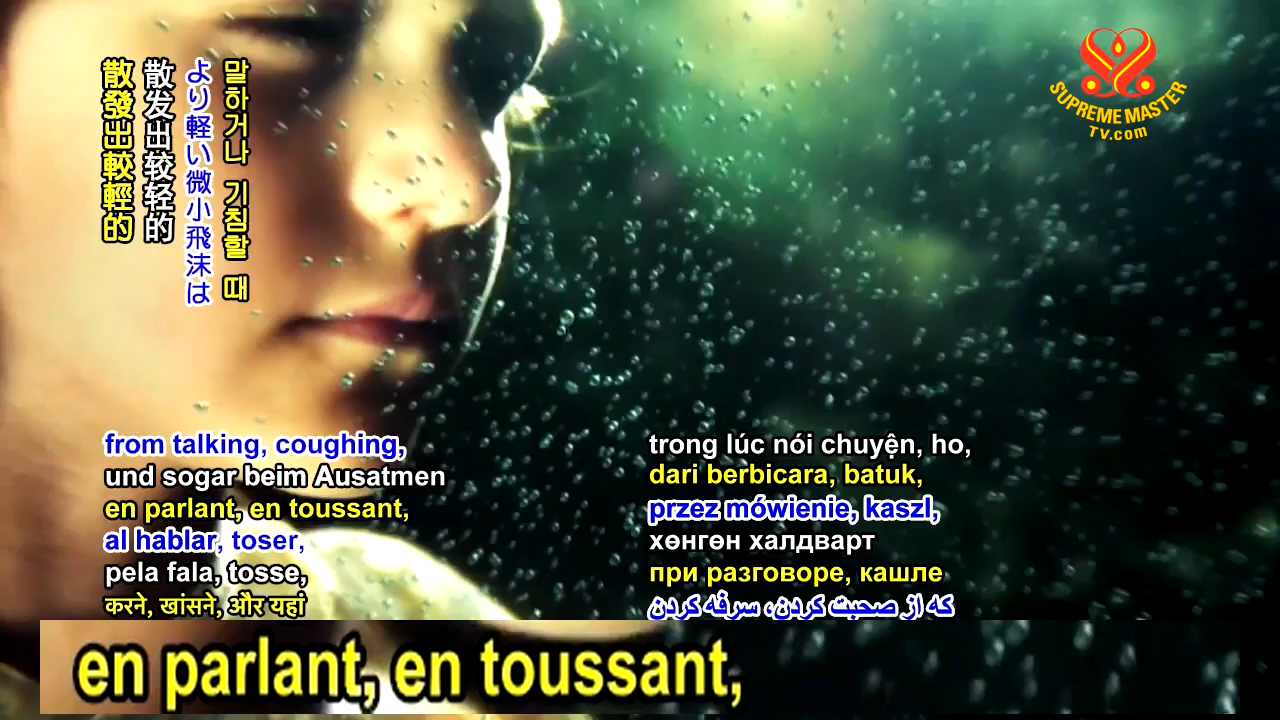 散發出較輕的
散发出较轻的
より軽い微小飛沫は
말하거나 기침할 때
SUPREME MASTER
TV.com
from talking, coughing,
und sogar beim Ausatmen
en parlant, en toussant,
al hablar, toser,
pela fala, tosse,
करने, खांसने, और यहां
trong lúc nói chuyện, ho,
dari berbicara, batuk,
przez mówienie, kaszl,
хөнгөн халдварт
при разговоре, кашле
که از صحبت کردن، سرفه کردن
en parlant, en toussant,